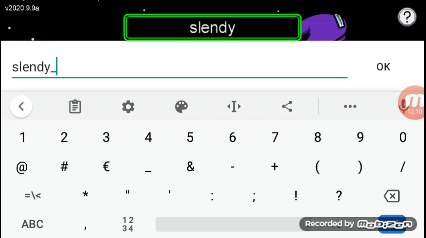 v2020.9.9a
slendy
?
slendy_
OK
1 2 3 4 5 6 7 8 9 0
@ # € _ & - + ( ) /
=\< * " ' : ; ! ?
ABC , 12 34
Recorded by mobizen